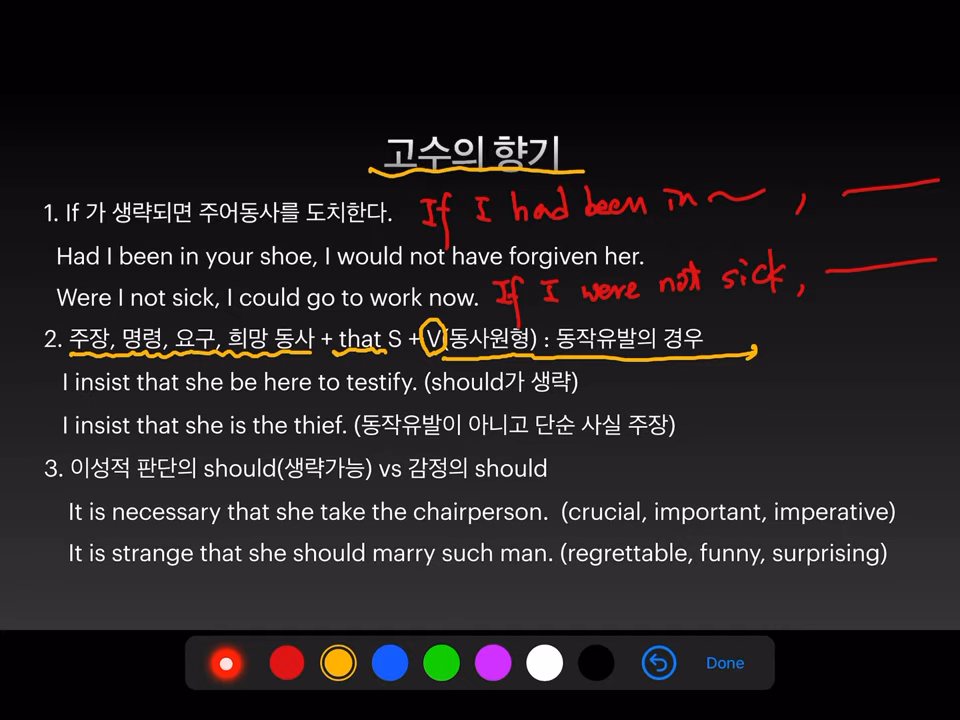 고수의 향기
1. If 가 생략되면 주어동사를 도치한다. If I had been in ~ , ——
Had I been in your shoe, I would not have forgiven her.
Were I not sick, I could go to work now. If I were not sick, ——
2. 주장, 명령, 요구, 희망 동사 + that S + V(동사원형) : 동작유발의 경우
I insist that she be here to testify. (should가 생략)
I insist that she is the thief. (동작유발이 아니고 단순 사실 주장)
3. 이성적 판단의 should(생략가능) vs 감정의 should
It is necessary that she take the chairperson. (crucial, important, imperative)
It is strange that she should marry such man. (regrettable, funny, surprising)
Done